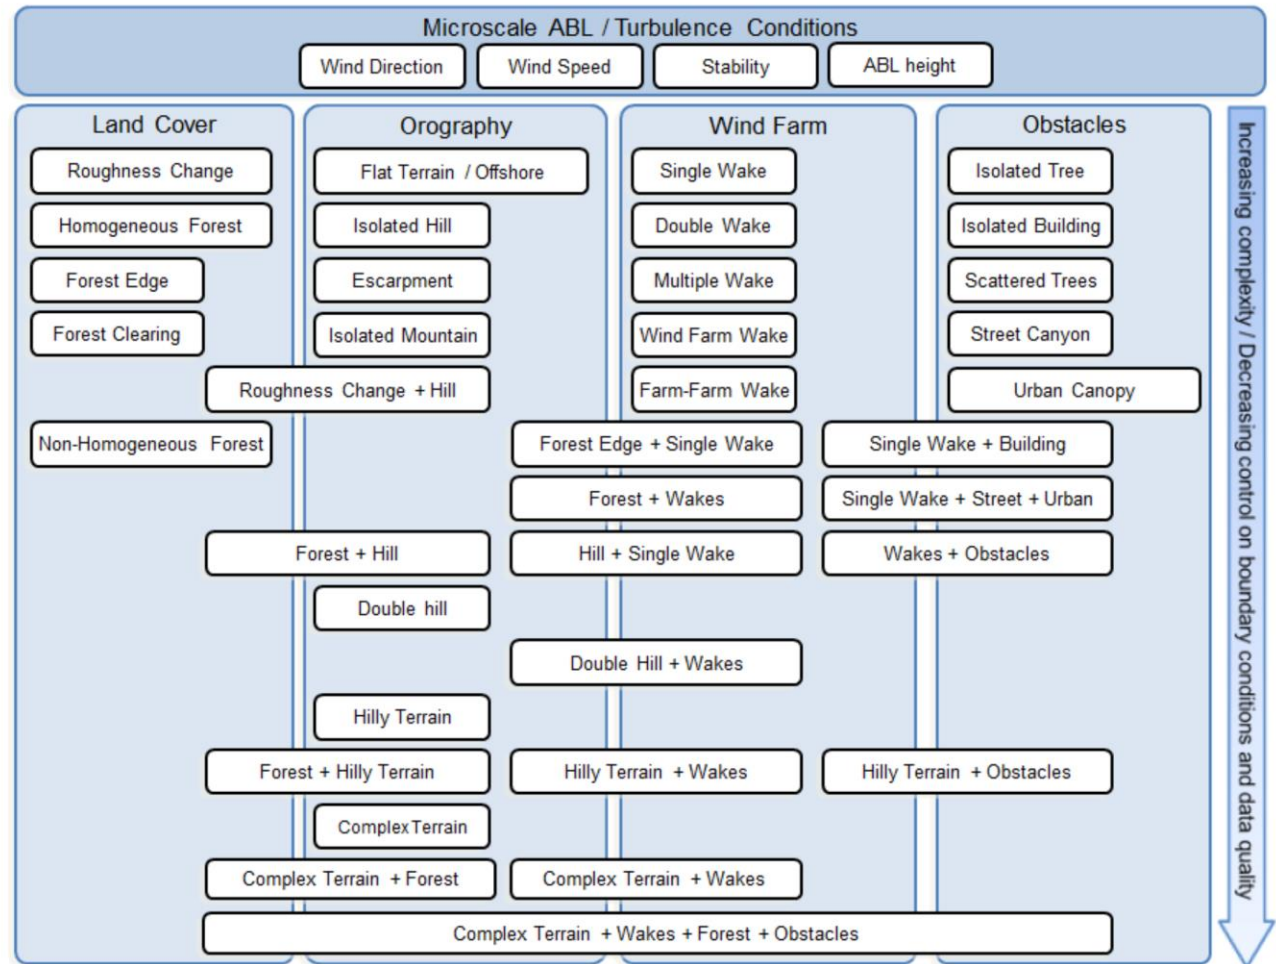 Microscale ABL / Turbulence Conditions
Wind Direction
Wind Speed
Stability
ABL height
Land Cover
Roughness Change
Homogeneous Forest
Forest Edge
Forest Clearing
Non-Homogeneous Forest
Orography
Flat Terrain / Offshore
Isolated Hill
Escarpment
Isolated Mountain
Roughness Change + Hill
Forest + Hill
Double hill
Hilly Terrain
Forest + Hilly Terrain
Complex Terrain
Complex Terrain + Forest
Wind Farm
Single Wake
Double Wake
Multiple Wake
Wind Farm Wake
Farm-Farm Wake
Forest Edge + Single Wake
Forest + Wakes
Hill + Single Wake
Double Hill + Wakes
Hilly Terrain + Wakes
Complex Terrain + Wakes
Obstacles
Isolated Tree
Isolated Building
Scattered Trees
Street Canyon
Urban Canopy
Single Wake + Building
Single Wake + Street + Urban
Wakes + Obstacles
Hilly Terrain + Obstacles
Complex Terrain + Wakes + Forest + Obstacles
Increasing complexity / Decreasing control on boundary conditions and data quality